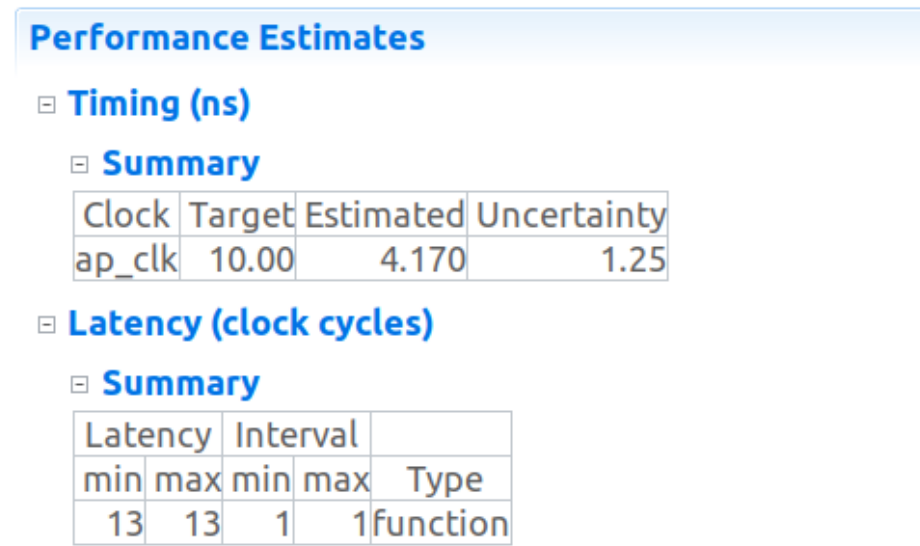 Performance Estimates
Timing (ns)
Summary
Clock Target Estimated Uncertainty
ap_clk 10.00 4.170 1.25
Latency (clock cycles)
Summary
Latency Interval
min max min max Type
13 13 1 1 function